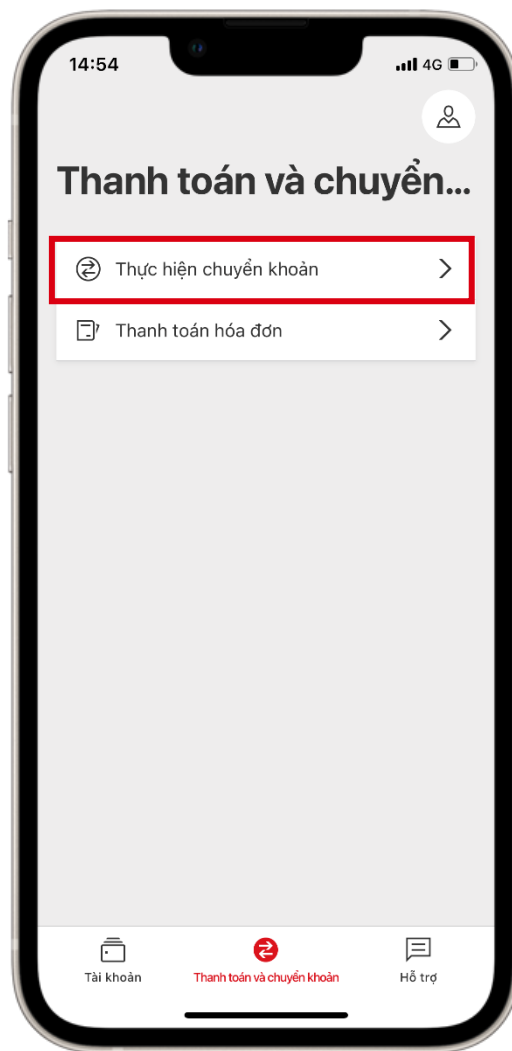 14:54
4G
Thanh toán và chuyển...
Thực hiện chuyển khoản
Thanh toán hóa đơn
Tài khoản
Thanh toán và chuyển khoản
Hỗ trợ